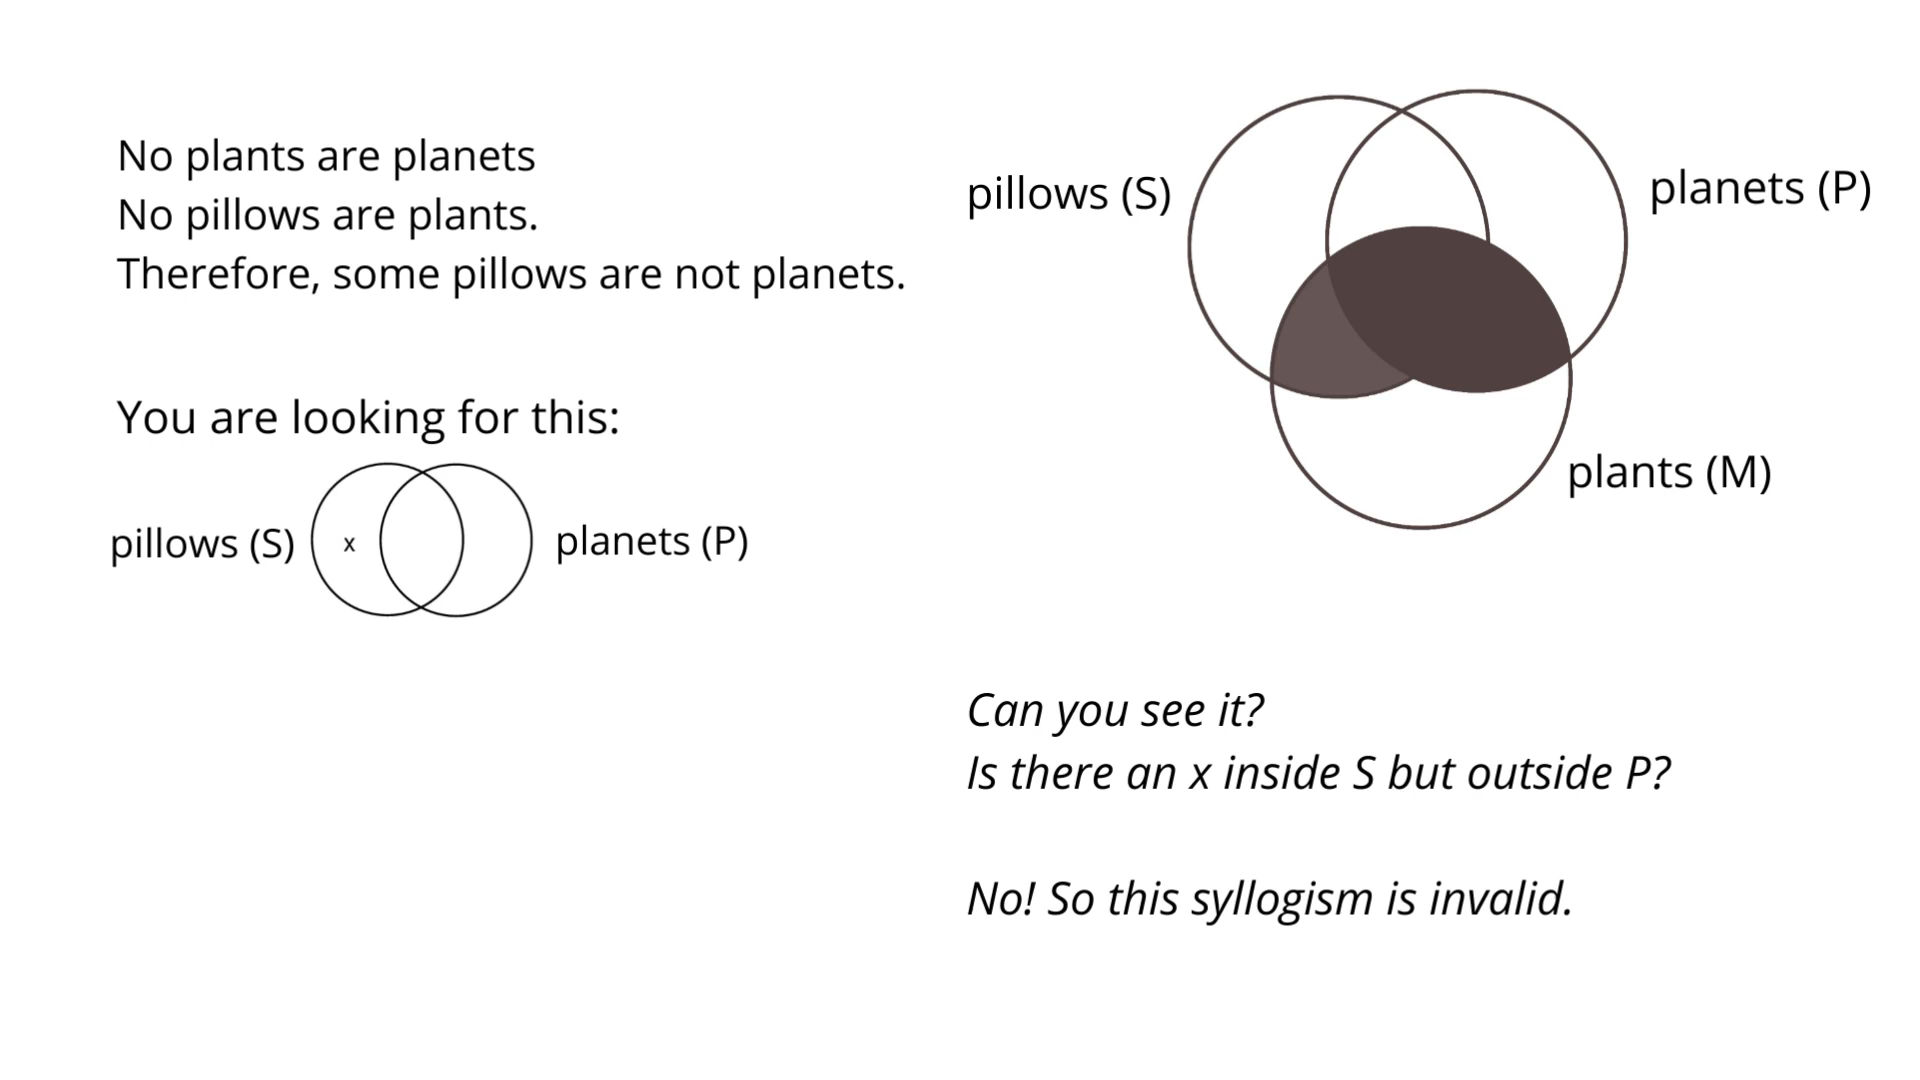 No plants are planets
No pillows are plants.
Therefore, some pillows are not planets.
You are looking for this:
pillows (S)
x
planets (P)
pillows (S)
planets (P)
plants (M)
Can you see it?
Is there an x inside S but outside P?
No! So this syllogism is invalid.